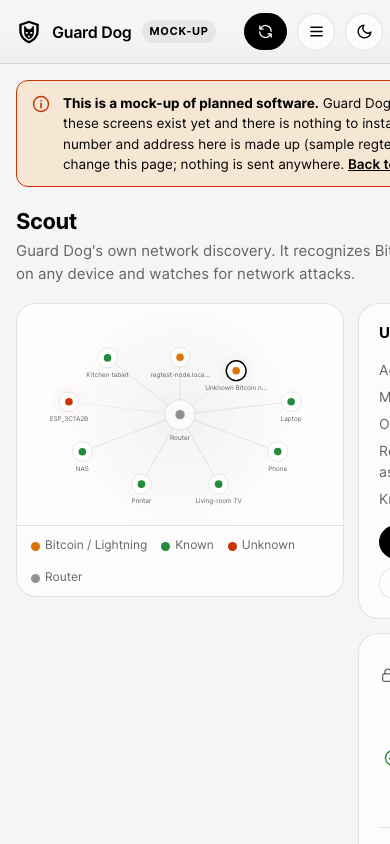 Guard Dog MOCK-UP
This is a mock-up of planned software. Guard Dog
these screens exist yet and there is nothing to
number and address here is made up (sample
change this page; nothing is sent anywhere. Back
Scout
Guard Dog's own network discovery. It recognizes
on any device and watches for network attacks.
Kitchen tablet
regtest-node.loca...
Unknown Bitcoin n...
ESP_3C1A2B
Router
Laptop
NAS
Phone
Printer
Living-room TV
Bitcoin / Lightning
Known
Unknown
Router